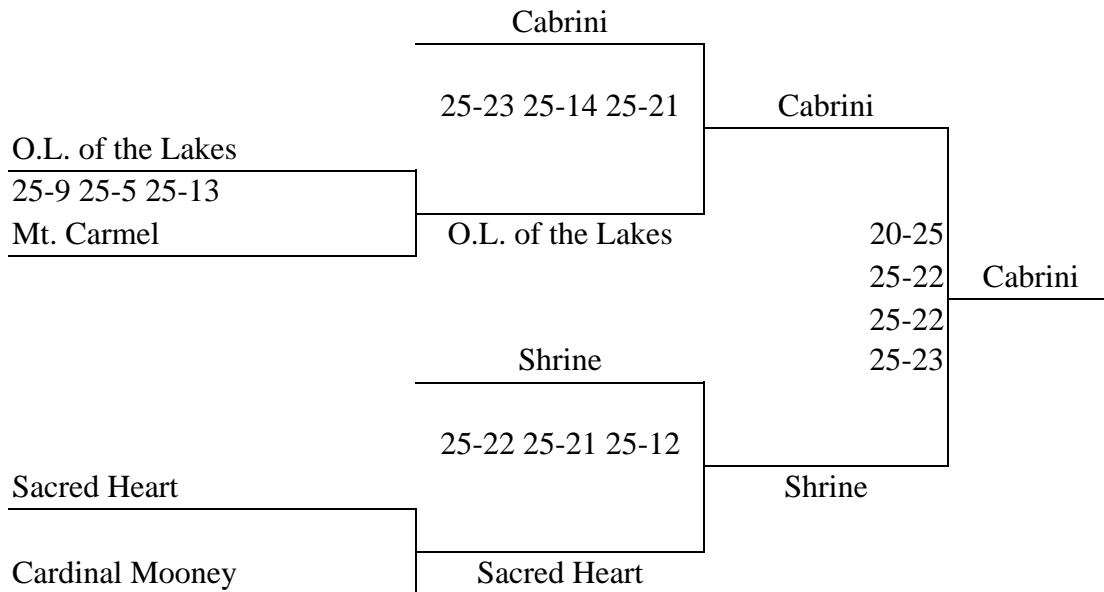 Cabrini
25-23 25-14 25-21
Cabrini
O.L. of the Lakes
25-9 25-5 25-13
Mt. Carmel
O.L. of the Lakes
20-25
25-22
Cabrini
25-22
25-23
Shrine
25-22 25-21 25-12
Sacred Heart
Shrine
Cardinal Mooney
Sacred Heart